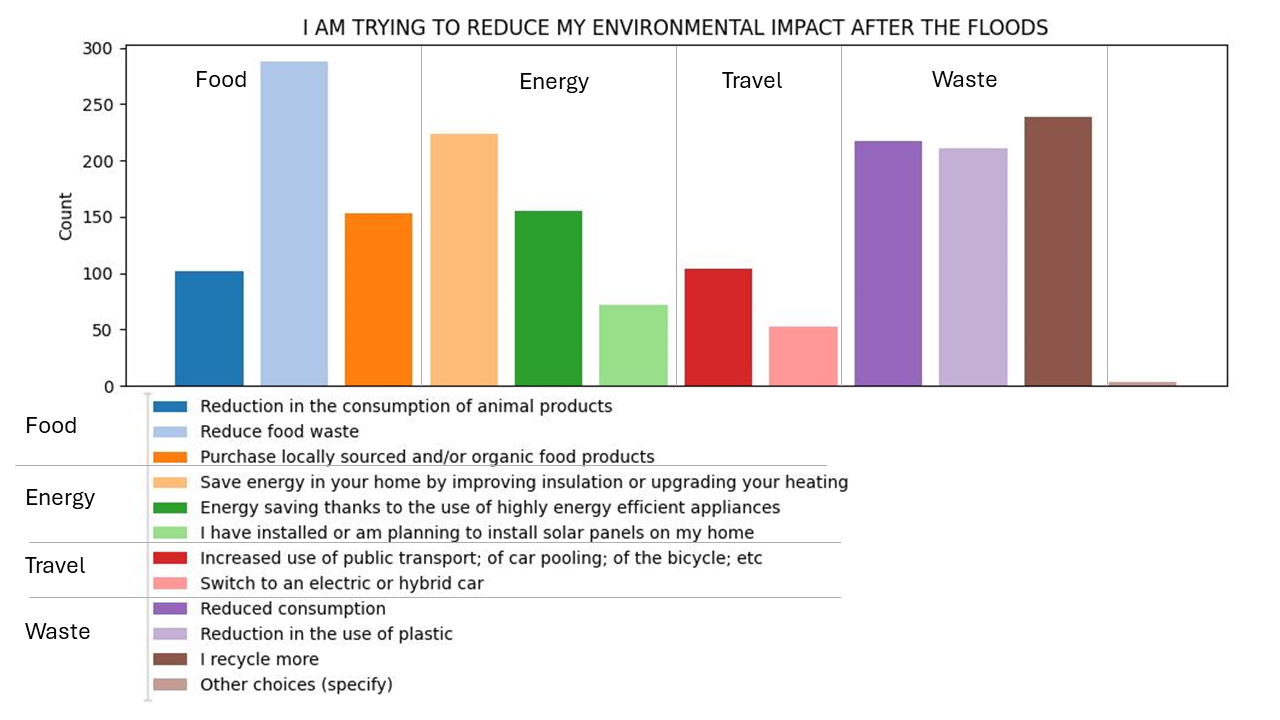 I AM TRYING TO REDUCE MY ENVIRONMENTAL IMPACT AFTER THE FLOODS
300
250
200
150
100
50
0
Count
Food
Energy
Travel
Waste
Food
Reduction in the consumption of animal products
Reduce food waste
Purchase locally sourced and/or organic food products
Energy
Save energy in your home by improving insulation or upgrading your heating
Energy saving thanks to the use of highly energy efficient appliances
I have installed or am planning to install solar panels on my home
Travel
Increased use of public transport; of car pooling; of the bicycle; etc
Switch to an electric or hybrid car
Waste
Reduced consumption
Reduction in the use of plastic
I recycle more
Other choices (specify)